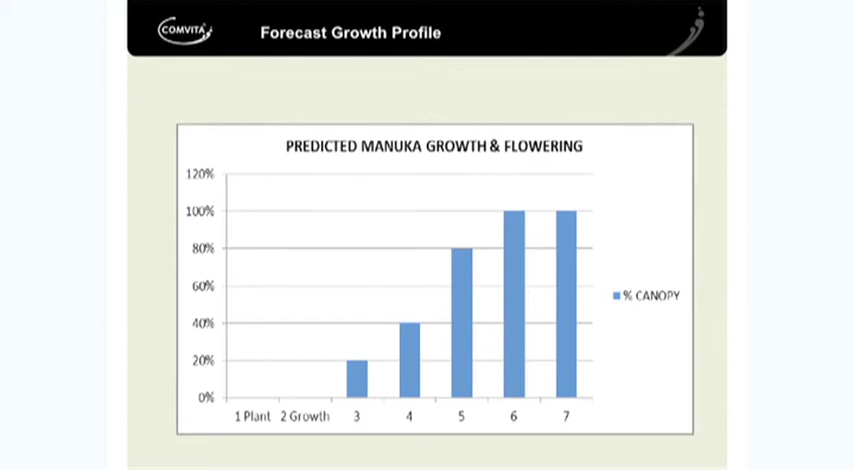 COMVITA
Forecast Growth Profile
PREDICTED MANUKA GROWTH & FLOWERING
120%
100%
80%
60%
40%
20%
0%
1 Plant 2 Growth 3 4 5 6 7
% CANOPY